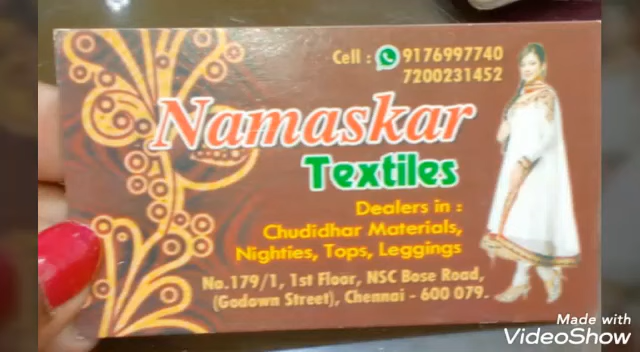 Cell : 9176997740
7200231452
Namaskar
Textiles
Dealers in :
Chudidhar Materials,
Nighties, Tops, Leggings
No.179/1, 1st Floor, NSC Bose Road,
(Godown Street), Chennai - 600 079.
Made with
VideoShow